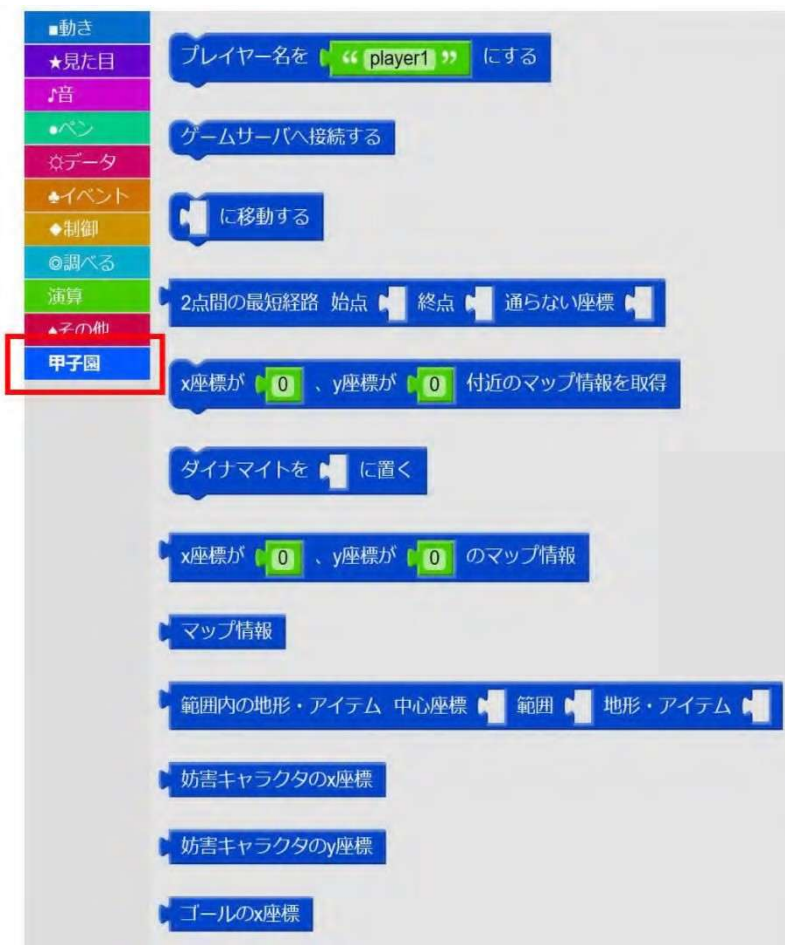 ■動き
★見た目
♪音
●ペン
☼データ
♣イベント
◆制御
◎調べる
演算
▲その他
甲子園
プレイヤー名を “ player1 ” にする
ゲームサーバへ接続する
に移動する
2点間の最短経路 始点 終点 通らない座標
x座標が 0 、y座標が 0 付近のマップ情報を取得
ダイナマイトを に置く
x座標が 0 、y座標が 0 のマップ情報
マップ情報
範囲内の地形・アイテム 中心座標 範囲 地形・アイテム
妨害キャラクタのx座標
妨害キャラクタのy座標
ゴールのx座標